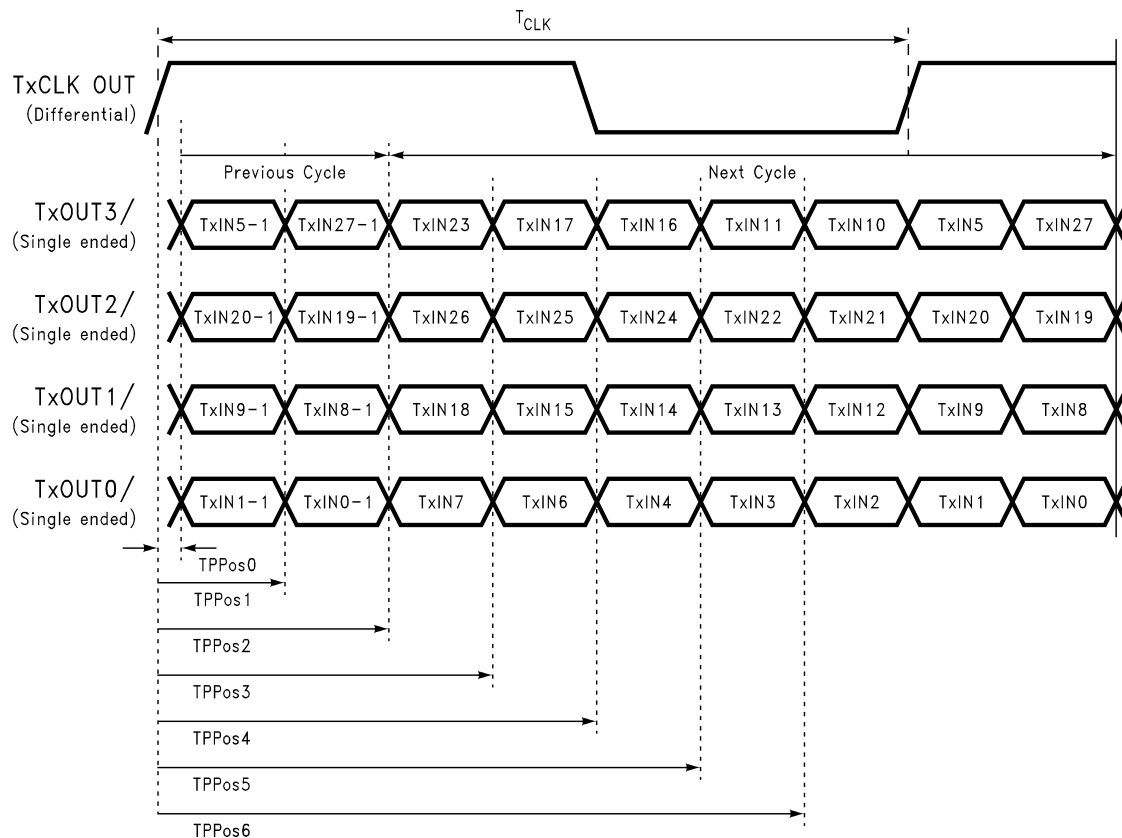 TCLK
TxCLK OUT
(Differential)
Previous Cycle
Next Cycle
TxOUT3/
(Single ended)
TxIN5-1 TxIN27-1 TxIN23 TxIN17 TxIN16 TxIN11 TxIN10 TxIN5 TxIN27
TxOUT2/
(Single ended)
TxIN20-1 TxIN19-1 TxIN26 TxIN25 TxIN24 TxIN22 TxIN21 TxIN20 TxIN19
TxOUT1/
(Single ended)
TxIN9-1 TxIN8-1 TxIN18 TxIN15 TxIN14 TxIN13 TxIN12 TxIN9 TxIN8
TxOUT0/
(Single ended)
TxIN1-1 TxIN0-1 TxIN7 TxIN6 TxIN4 TxIN3 TxIN2 TxIN1 TxIN0
TPPos0
TPPos1
TPPos2
TPPos3
TPPos4
TPPos5
TPPos6